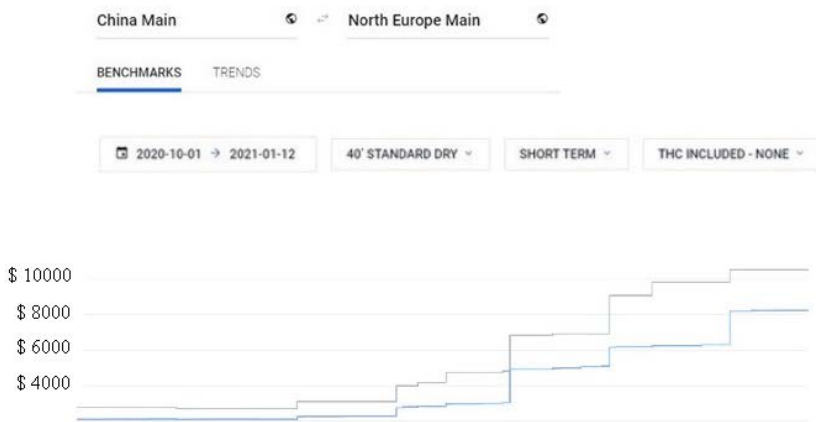 China Main North Europe Main
BENCHMARKS TRENDS
2020-10-01 → 2021-01-12 40' STANDARD DRY SHORT TERM THC INCLUDED - NONE
$ 10000
$ 8000
$ 6000
$ 4000